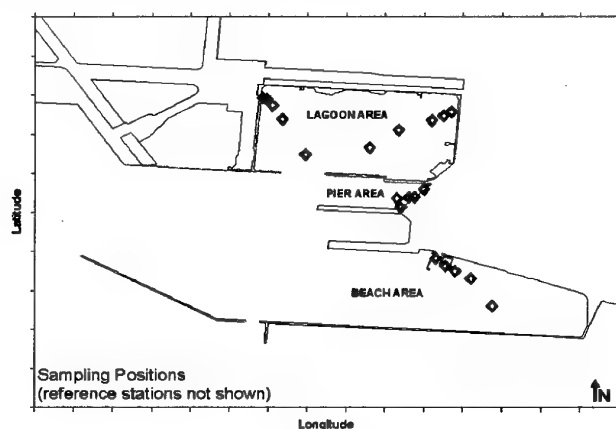 LAGOON AREA
PIER AREA
Latitude
BEACH AREA
Sampling Positions
(reference stations not shown)
N
Longitude